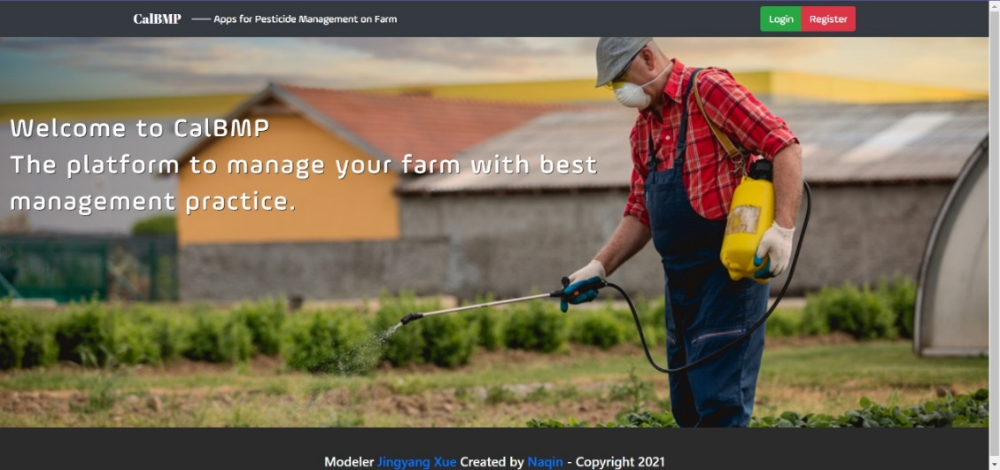 CalBMP —— Apps for Pesticide Management on Farm
Login Register
Welcome to CalBMP
The platform to manage your farm with best
management practice.
Modeler Jingyang Xue Created by Naqin - Copyright 2021